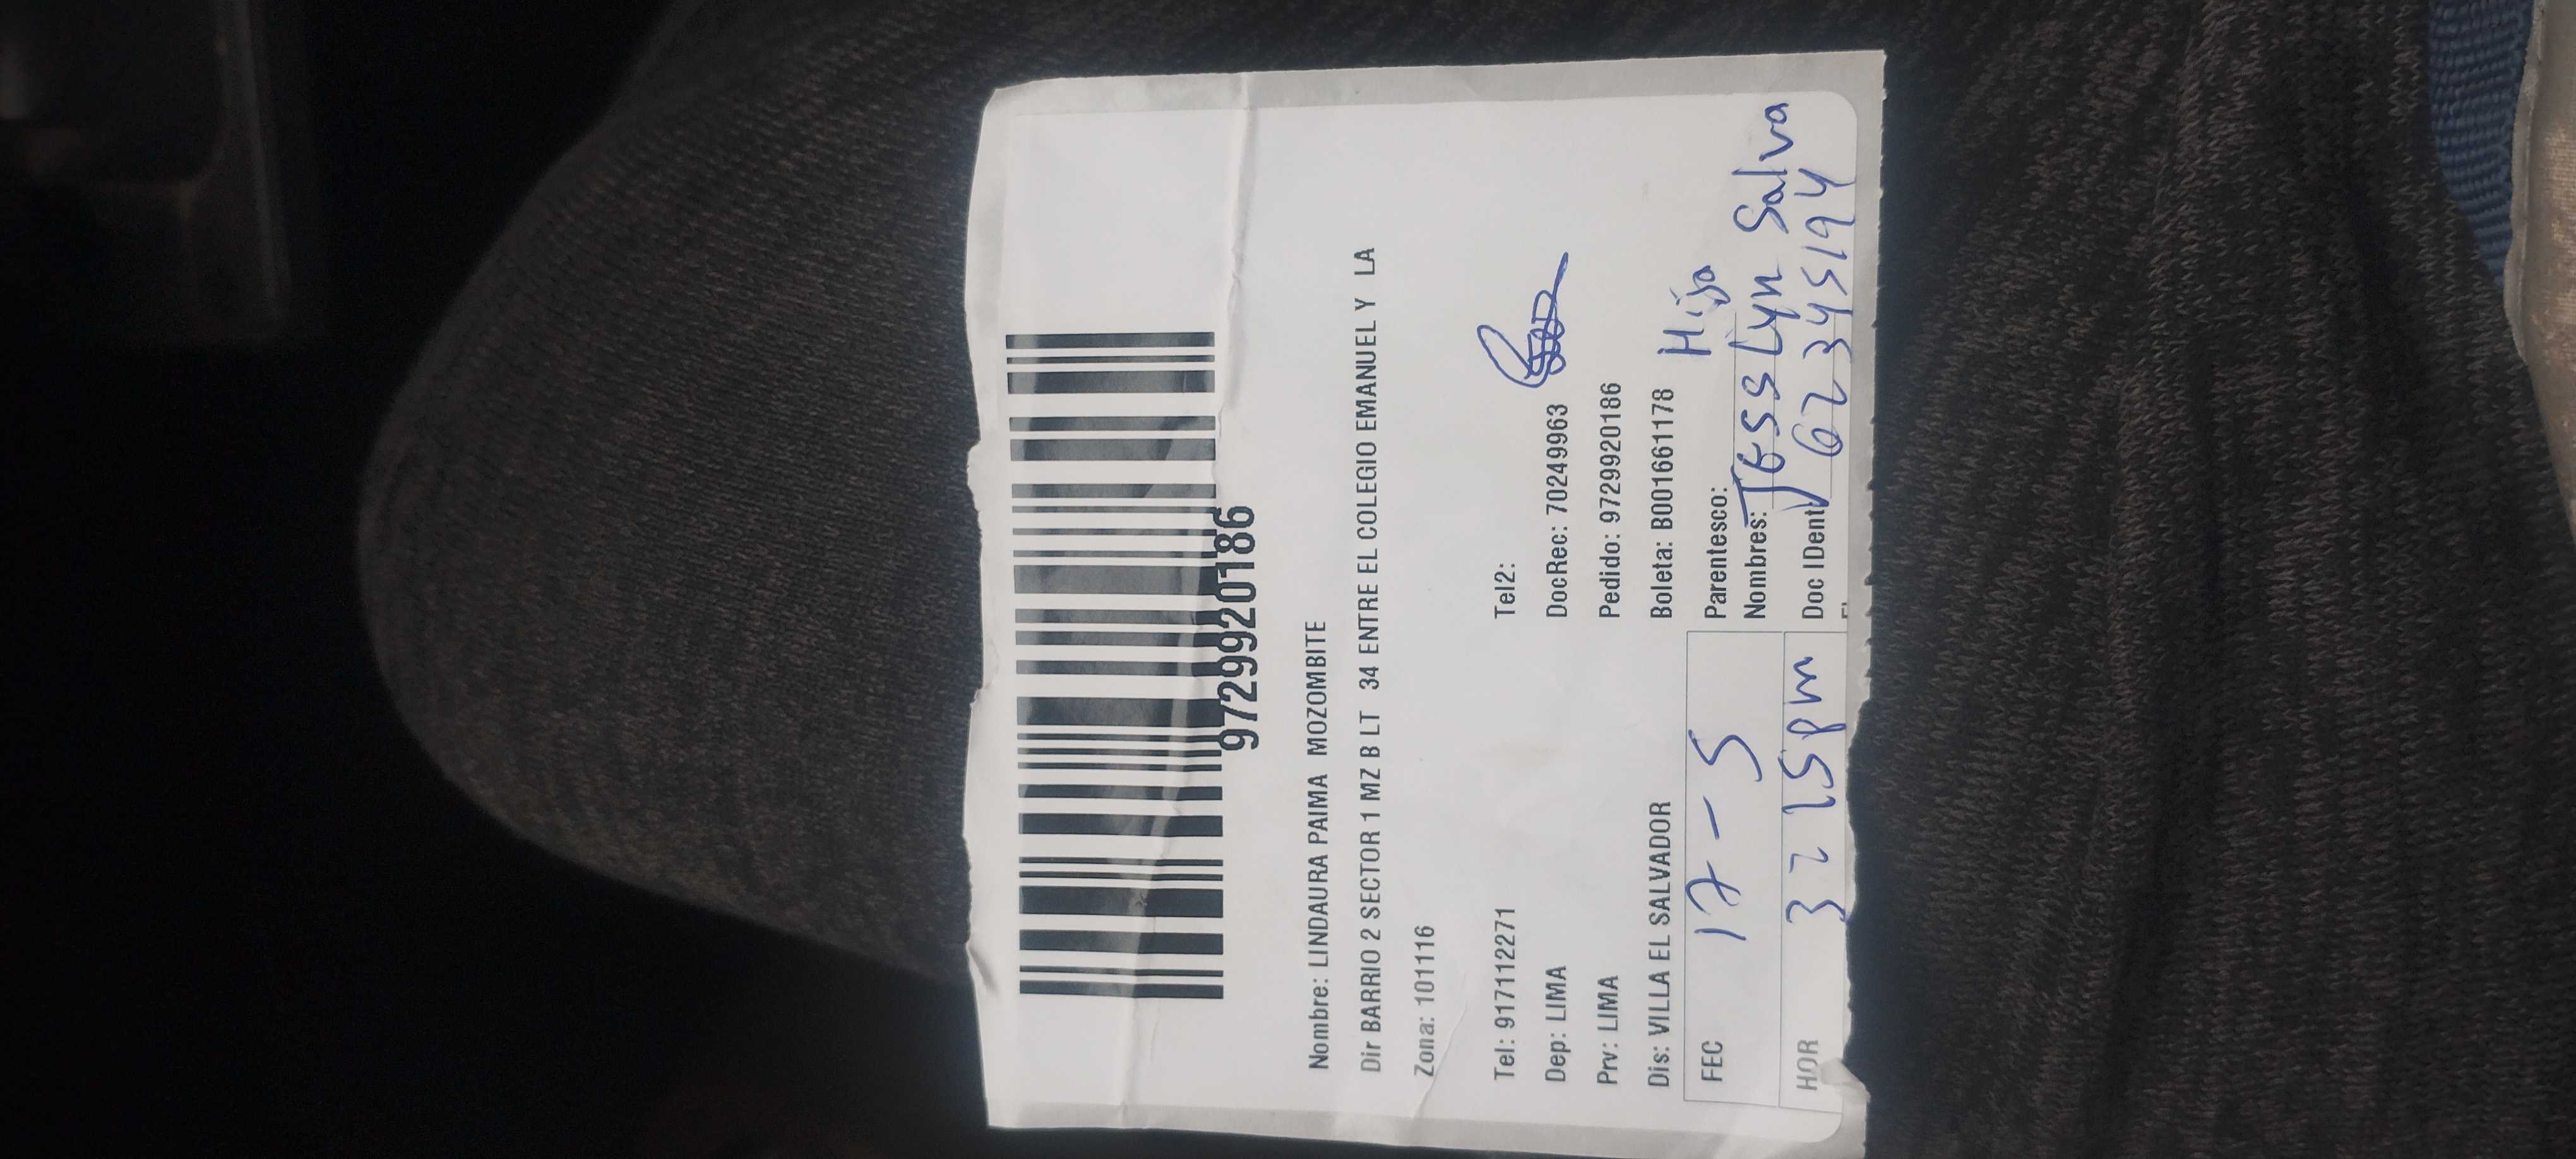 9729920186
Nombre: LINDAURA PAIMA MOZOMBITE
Dir BARRIO 2 SECTOR 1 MZ B LT 34 ENTRE EL COLEGIO EMANUEL Y LA
Zona: 101116
Tel: 917112271 Tel2:
Dep: LIMA DocRec: 70249963
Prv: LIMA Pedido: 9729920186
Dis: VILLA EL SALVADOR Boleta: B001661178
FEC 17-5 Parentesco: Hija
Nombres: Jesslyn Salva
HOR 3 25pm Doc IDent 62345194